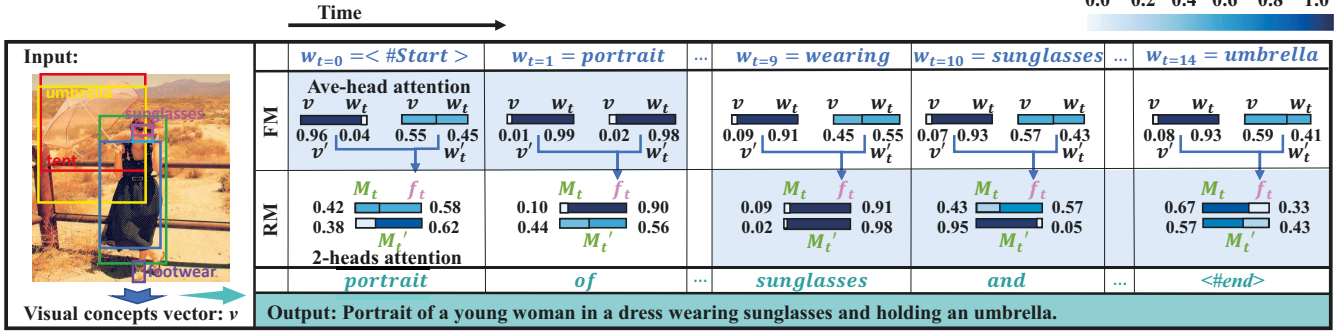 Time
0.0 0.2 0.4 0.6 0.8 1.0
Input:
w_{t=0} = < #Start >
w_{t=1} = portrait
...
w_{t=9} = wearing
w_{t=10} = sunglasses
...
w_{t=14} = umbrella
umbrella
sunglasses
tent
footwear
Visual concepts vector: v
FM
Ave-head attention
v w_t v w_t
0.96 0.04 0.55 0.45
v' w_t'
v w_t v w_t
0.01 0.99 0.02 0.98
v' w_t'
v w_t v w_t
0.09 0.91 0.45 0.55
v' w_t'
v w_t v w_t
0.07 0.93 0.57 0.43
v' w_t'
v w_t v w_t
0.08 0.93 0.59 0.41
v' w_t'
RM
M_t f_t
0.42 0.58
0.38 0.62
M_t'
2-heads attention
M_t f_t
0.10 0.90
0.44 0.56
M_t'
M_t f_t
0.09 0.91
0.02 0.98
M_t'
M_t f_t
0.43 0.57
0.95 0.05
M_t'
M_t f_t
0.67 0.33
0.57 0.43
M_t'
portrait
of
...
sunglasses
and
...
<#end>
Output: Portrait of a young woman in a dress wearing sunglasses and holding an umbrella.